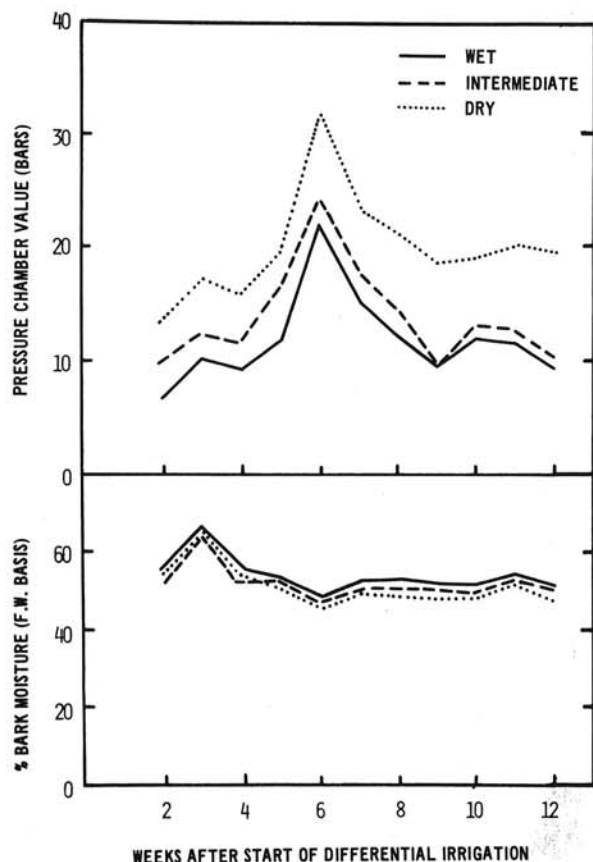 40
30
20
10
0
PRESSURE CHAMBER VALUE (BARS)
WET
INTERMEDIATE
DRY
60
40
20
0
% BARK MOISTURE (F.W. BASIS)
2 4 6 8 10 12
WEEKS AFTER START OF DIFFERENTIAL IRRIGATION